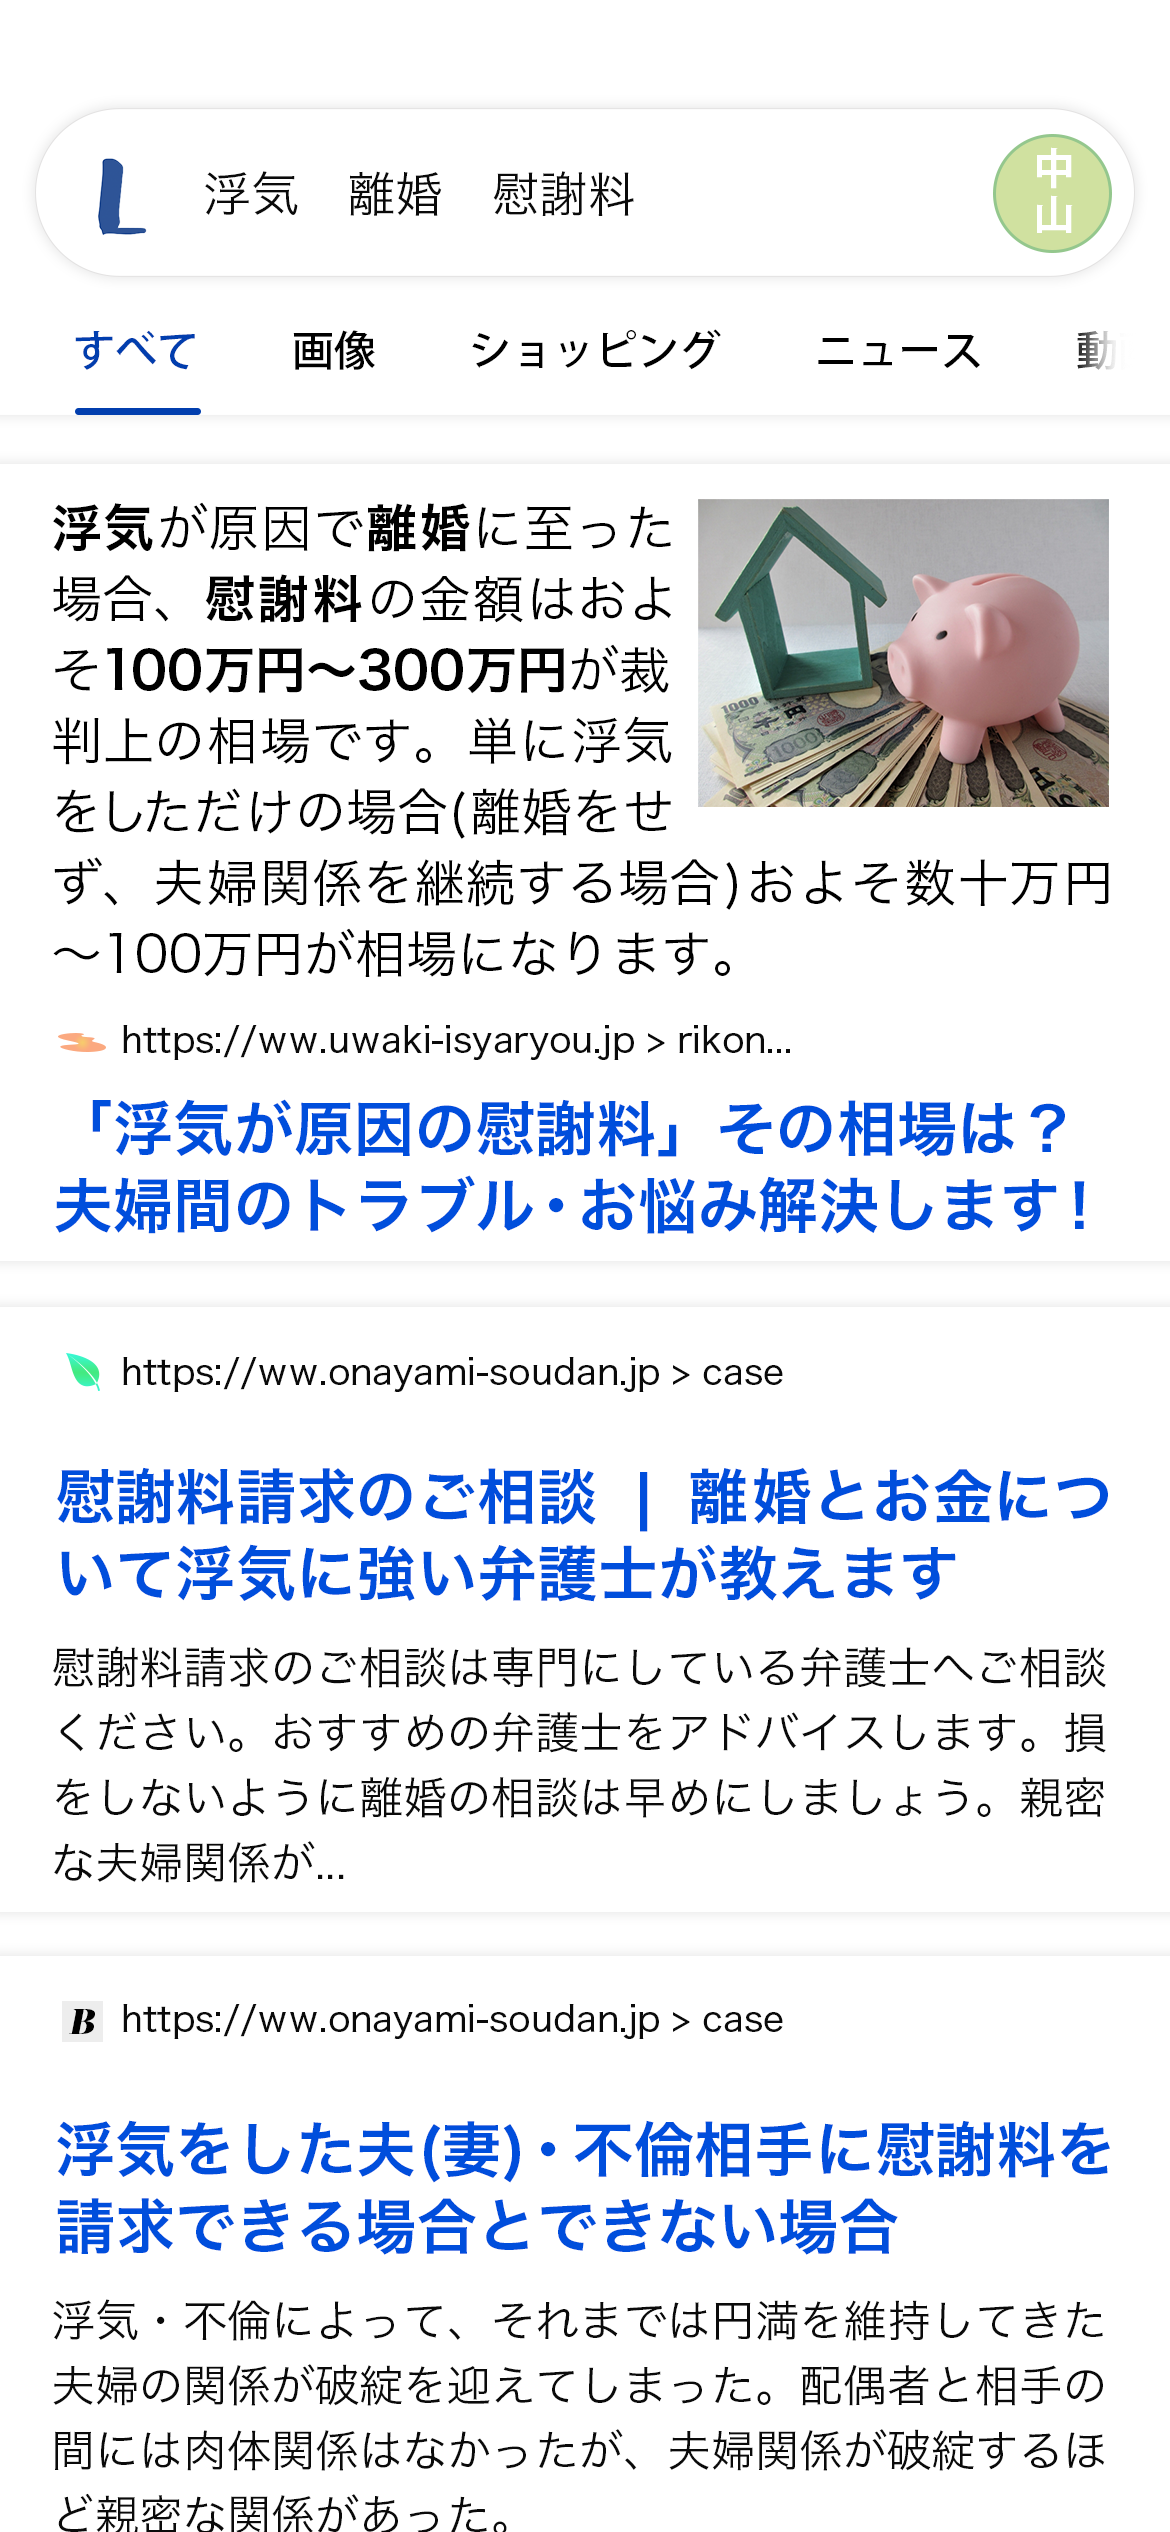 L 浮気　離婚　慰謝料 中山
すべて 画像 ショッピング ニュース 動
浮気が原因で離婚に至った
場合、慰謝料の金額はおよ
そ100万円〜300万円が裁
判上の相場です。単に浮気
をしただけの場合(離婚をせ
ず、夫婦関係を継続する場合)およそ数十万円
〜100万円が相場になります。
1000
1000
https://ww.uwaki-isyaryou.jp > rikon...
「浮気が原因の慰謝料」その相場は？
夫婦間のトラブル・お悩み解決します！
https://ww.onayami-soudan.jp > case
慰謝料請求のご相談 | 離婚とお金につ
いて浮気に強い弁護士が教えます
慰謝料請求のご相談は専門にしている弁護士へご相談
ください。おすすめの弁護士をアドバイスします。損
をしないように離婚の相談は早めにしましょう。親密
な夫婦関係が...
B https://ww.onayami-soudan.jp > case
浮気をした夫(妻)・不倫相手に慰謝料を
請求できる場合とできない場合
浮気・不倫によって、それまでは円満を維持してきた
夫婦の関係が破綻を迎えてしまった。配偶者と相手の
間には肉体関係はなかったが、夫婦関係が破綻するほ
ど親密な関係があった。